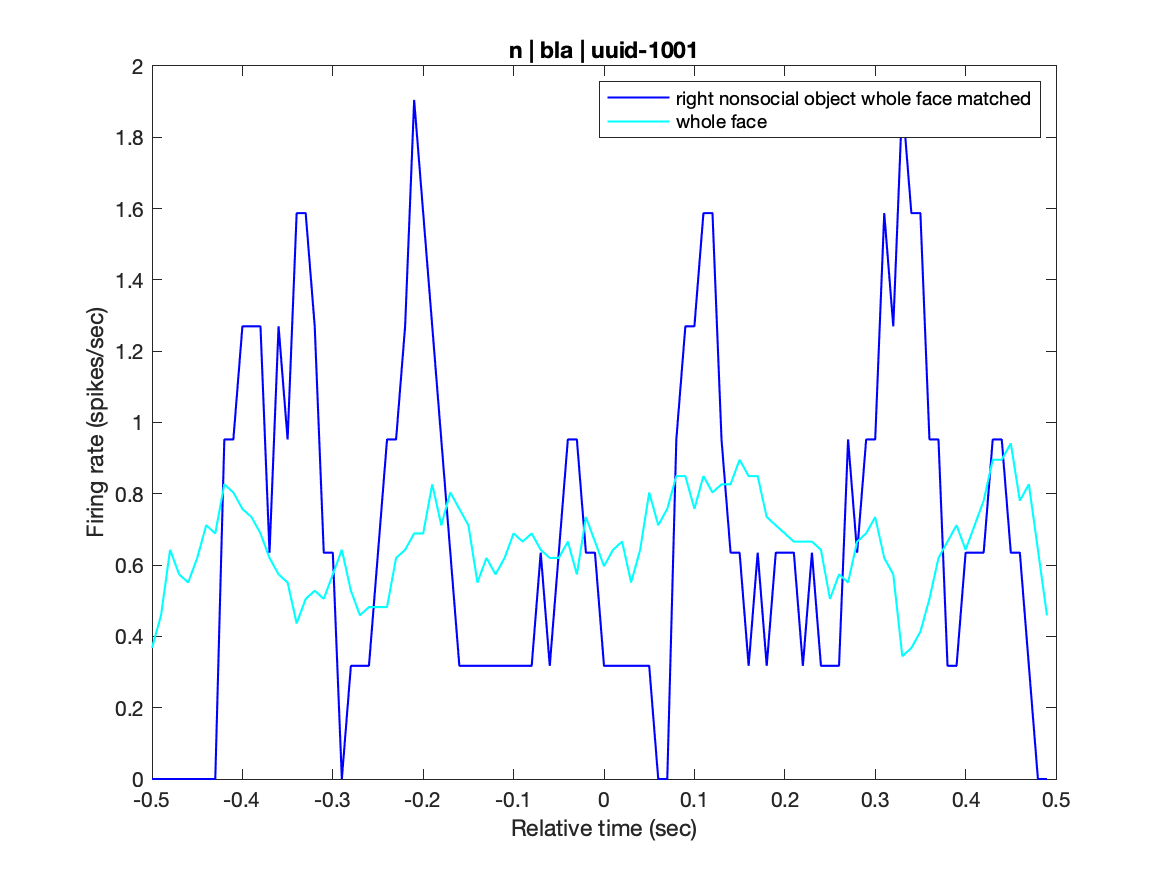 n | bla | uuid-1001
right nonsocial object whole face matched
whole face
Firing rate (spikes/sec)
2
1.8
1.6
1.4
1.2
1
0.8
0.6
0.4
0.2
0
-0.5 -0.4 -0.3 -0.2 -0.1 0 0.1 0.2 0.3 0.4 0.5
Relative time (sec)